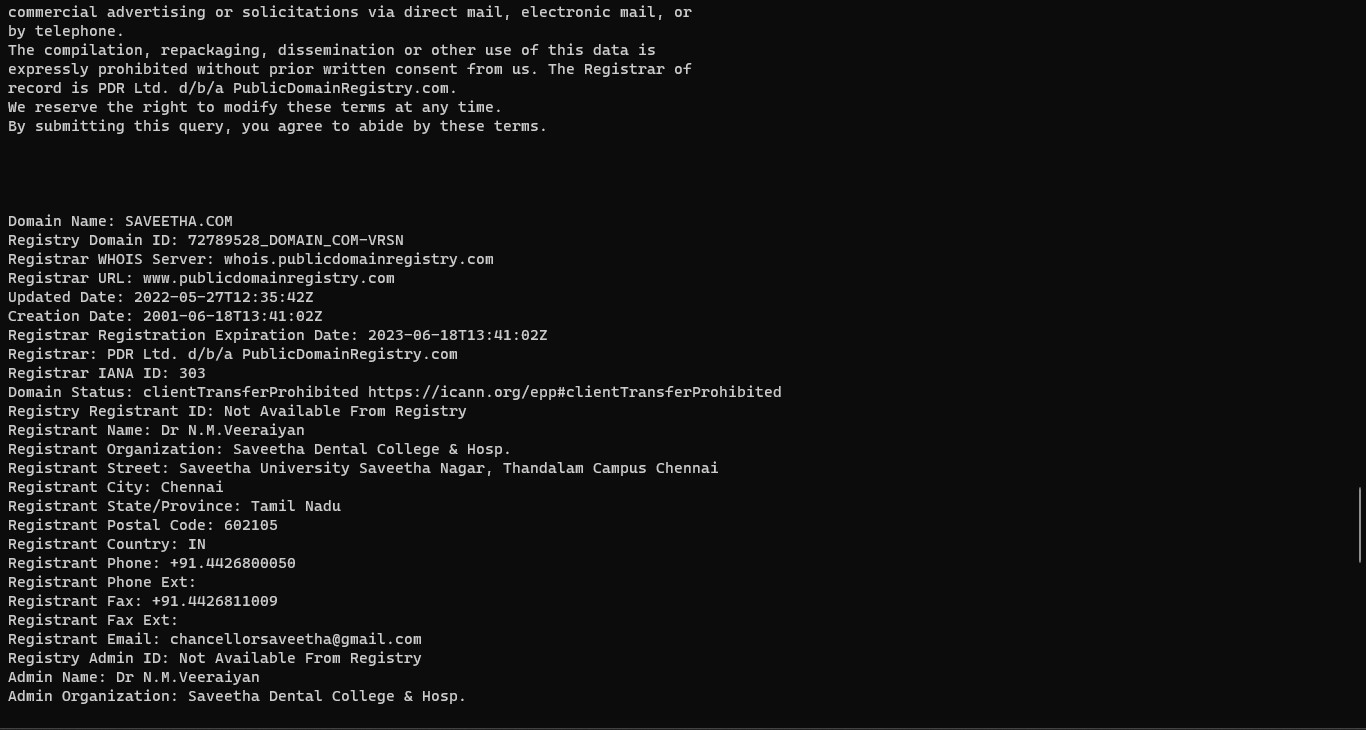 commercial advertising or solicitations via direct mail, electronic mail, or
by telephone.
The compilation, repackaging, dissemination or other use of this data is
expressly prohibited without prior written consent from us. The Registrar of
record is PDR Ltd. d/b/a PublicDomainRegistry.com.
We reserve the right to modify these terms at any time.
By submitting this query, you agree to abide by these terms.
Domain Name: SAVEETHA.COM
Registry Domain ID: 72789528_DOMAIN_COM-VRSN
Registrar WHOIS Server: whois.publicdomainregistry.com
Registrar URL: www.publicdomainregistry.com
Updated Date: 2022-05-27T12:35:42Z
Creation Date: 2001-06-18T13:41:02Z
Registrar Registration Expiration Date: 2023-06-18T13:41:02Z
Registrar: PDR Ltd. d/b/a PublicDomainRegistry.com
Registrar IANA ID: 303
Domain Status: clientTransferProhibited https://icann.org/epp#clientTransferProhibited
Registry Registrant ID: Not Available From Registry
Registrant Name: Dr N.M.Veeraiyan
Registrant Organization: Saveetha Dental College & Hosp.
Registrant Street: Saveetha University Saveetha Nagar, Thandalam Campus Chennai
Registrant City: Chennai
Registrant State/Province: Tamil Nadu
Registrant Postal Code: 602105
Registrant Country: IN
Registrant Phone: +91.4426800050
Registrant Phone Ext:
Registrant Fax: +91.4426811009
Registrant Fax Ext:
Registrant Email: chancellorsaveetha@gmail.com
Registry Admin ID: Not Available From Registry
Admin Name: Dr N.M.Veeraiyan
Admin Organization: Saveetha Dental College & Hosp.